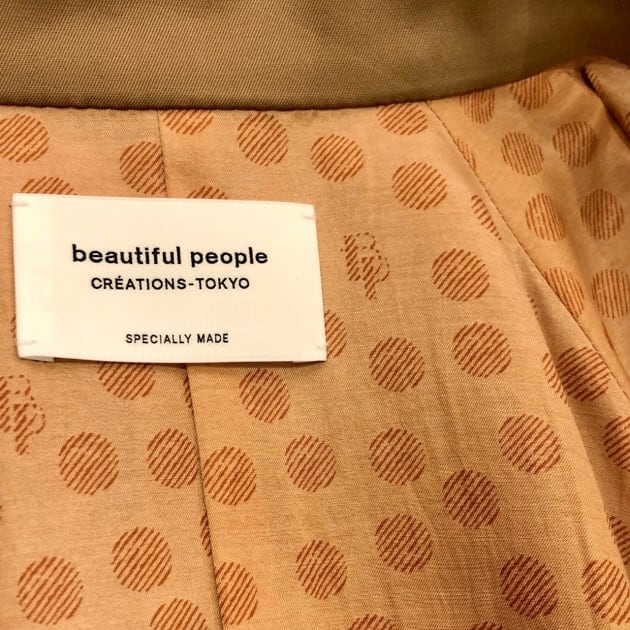 beautiful people
CRÉATIONS-TOKYO
SPECIALLY MADE